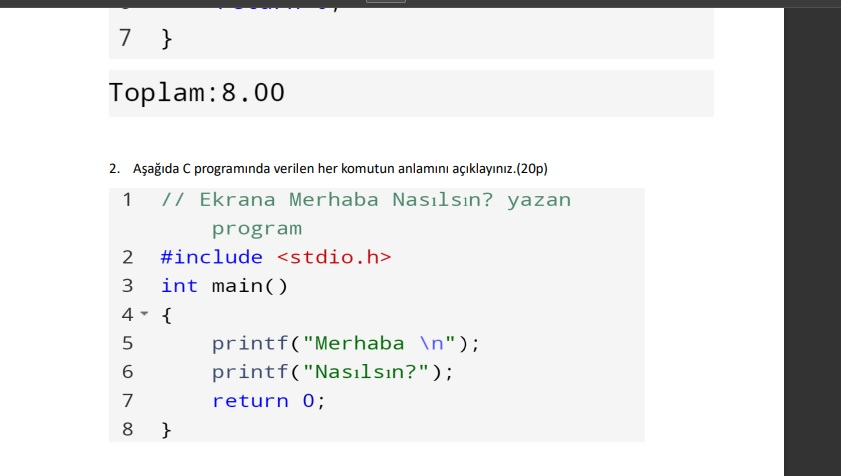 7 }
Toplam:8.00
2. Aşağıda C programında verilen her komutun anlamını açıklayınız.(20p)
1 // Ekrana Merhaba Nasılsın? yazan
program
2 #include <stdio.h>
3 int main()
4 {
5 printf("Merhaba \n");
6 printf("Nasılsın?");
7 return 0;
8 }